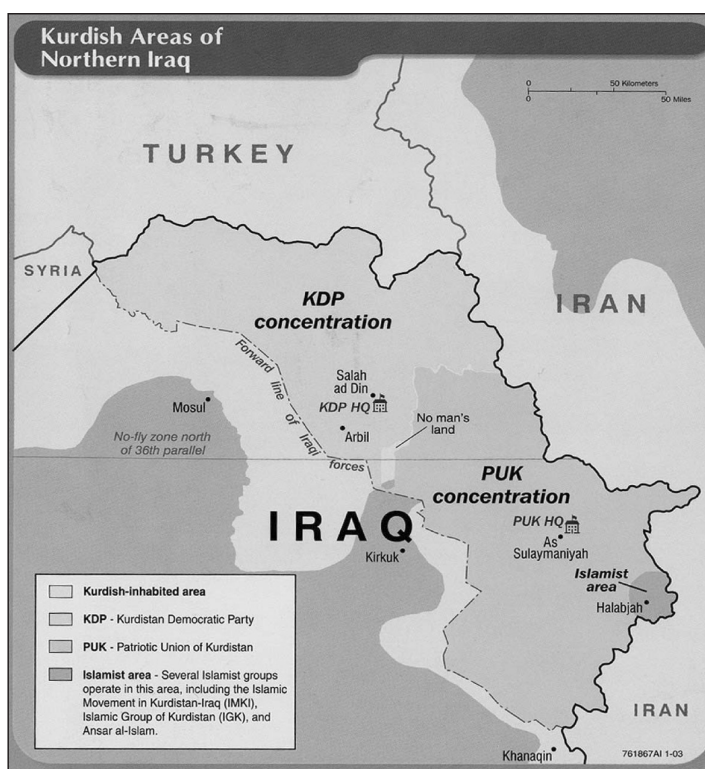 Kurdish Areas of
Northern Iraq
0 50 Kilometers
0 50 Miles
TURKEY
SYRIA
IRAN
KDP
concentration
Forward line of Iraqi forces
Salah
ad Din
KDP HQ
Mosul
Arbil
No man's
land
No-fly zone north
of 36th parallel
PUK
concentration
IRAQ
PUK HQ
As
Sulaymaniyah
Kirkuk
Islamist
area
Halabjah
Kurdish-inhabited area
KDP - Kurdistan Democratic Party
PUK - Patriotic Union of Kurdistan
Islamist area - Several Islamist groups
operate in this area, including the Islamic
Movement in Kurdistan-Iraq (IMKI),
Islamic Group of Kurdistan (IGK), and
Ansar al-Islam.
IRAN
Khanaqin
761867AI 1-03